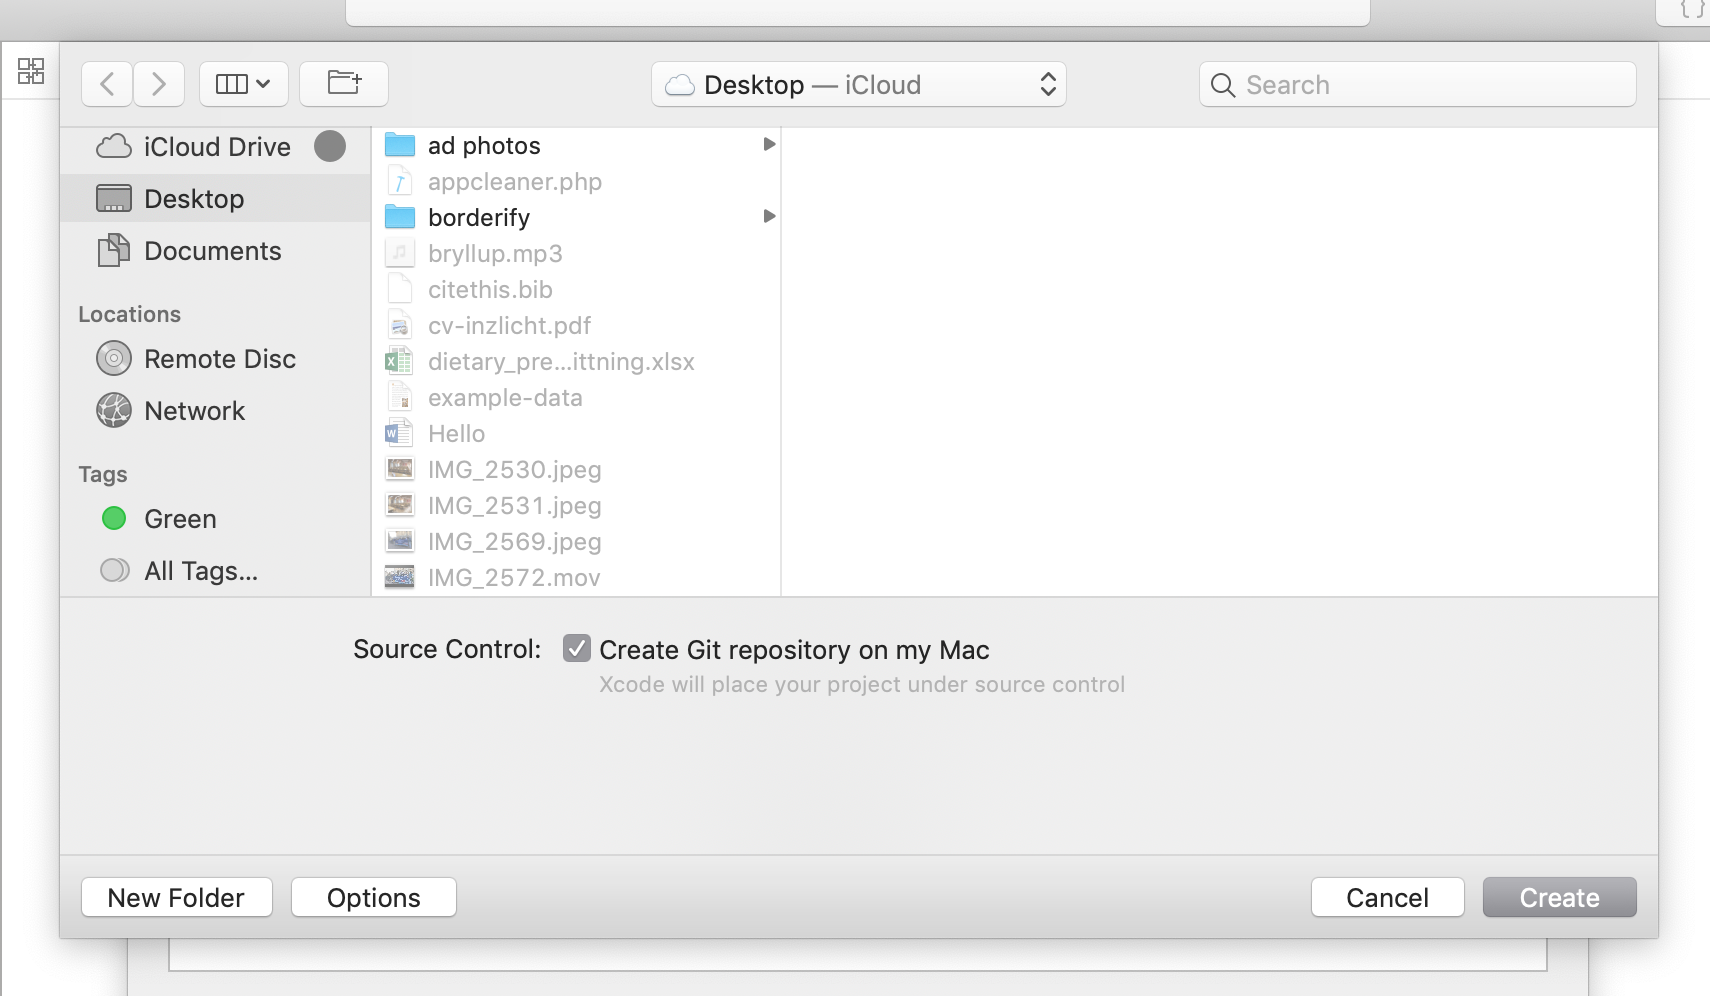 { }
Desktop — iCloud
Search
iCloud Drive
Desktop
Documents
Locations
Remote Disc
Network
Tags
Green
All Tags...
ad photos
appcleaner.php
borderify
bryllup.mp3
citethis.bib
cv-inzlicht.pdf
dietary_pre...ittning.xlsx
example-data
Hello
IMG_2530.jpeg
IMG_2531.jpeg
IMG_2569.jpeg
IMG_2572.mov
Source Control: Create Git repository on my Mac
Xcode will place your project under source control
New Folder
Options
Cancel
Create